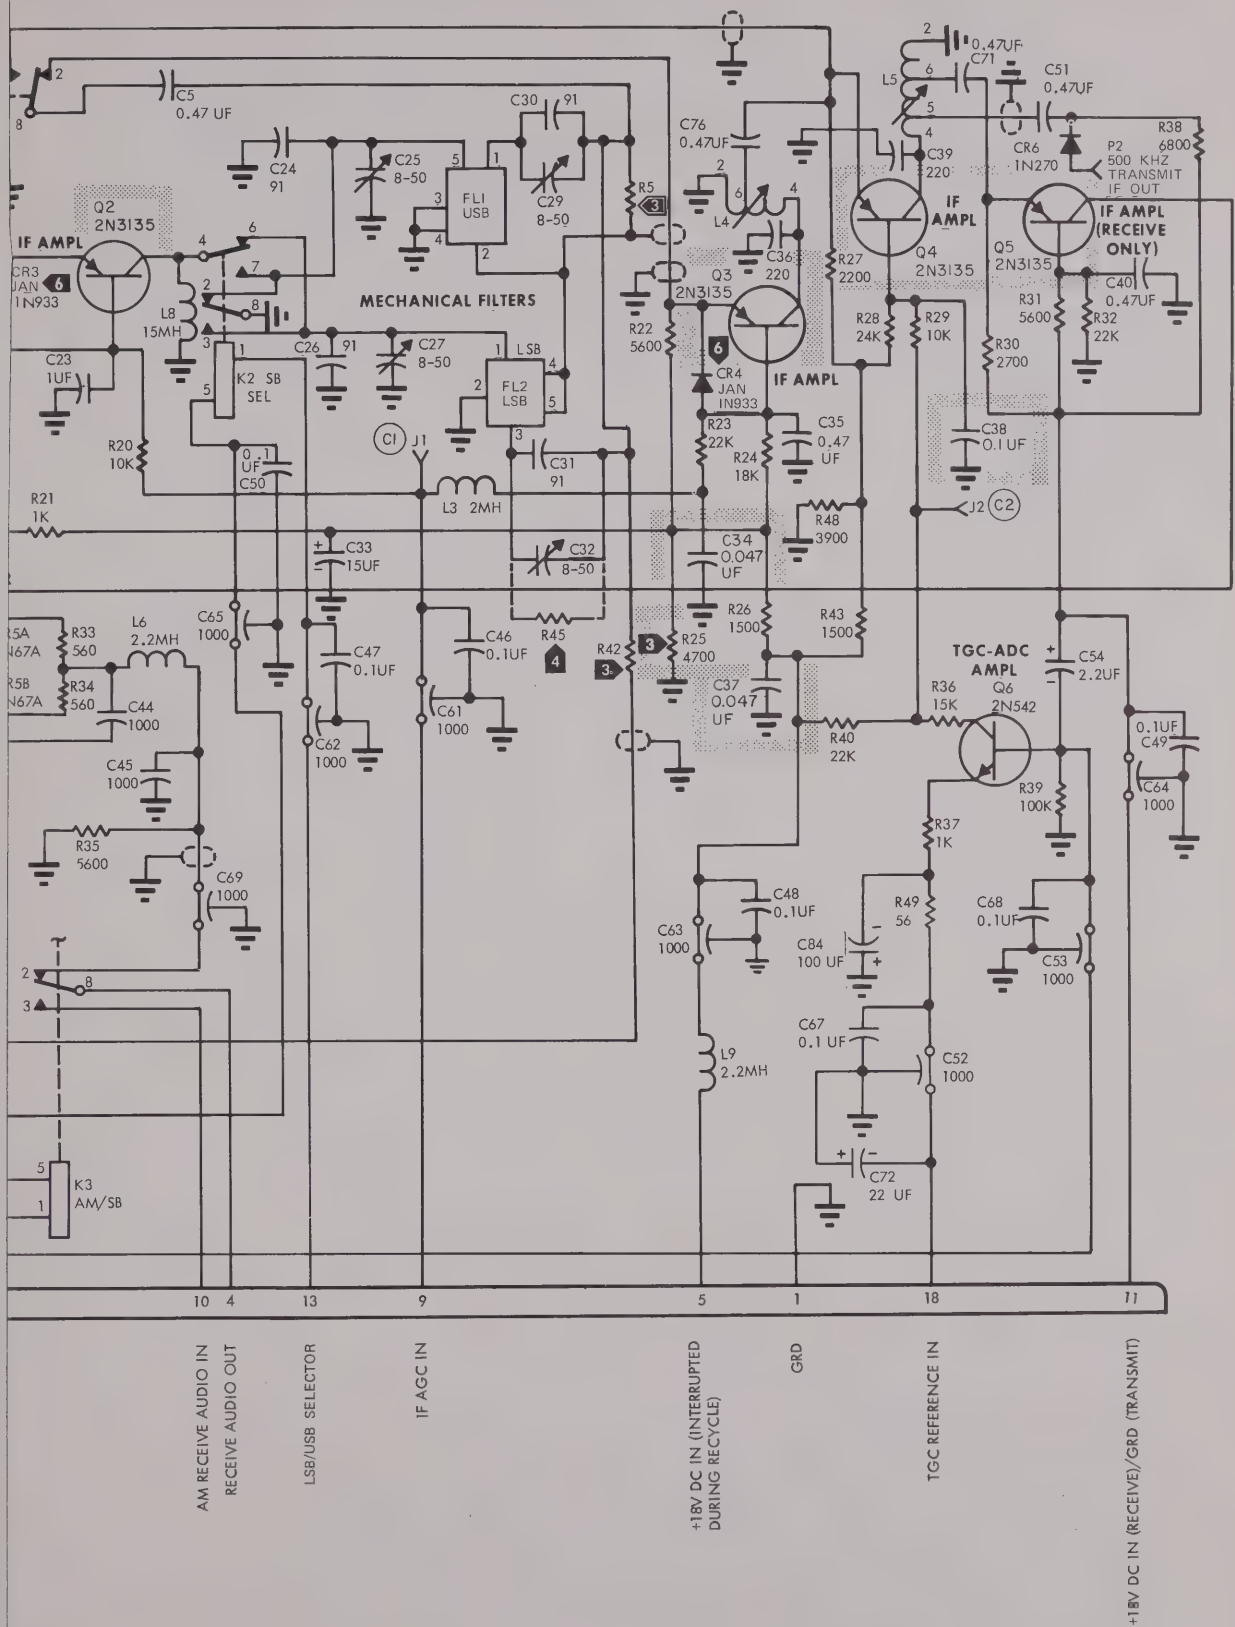 2
8
C5
0.47 UF
C30
91
C24
91
C25
8-50
5
1
3
4
FL1
USB
2
C29
8-50
R5
3
C76
0.47UF
2
6
4
L4
C36
220
2
0.47UF
C71
L5
6
5
4
C39
220
C51
0.47UF
CR6
1N270
P2
500 KHZ
TRANSMIT
IF OUT
R38
6800
Q2
2N3135
IF AMPL
CR3
JAN
1N933
6
4
6
7
2
8
3
L8
15MH
MECHANICAL FILTERS
Q3
2N3135
R22
5600
R27
2200
IF
AMPL
Q4
2N3135
Q5
2N3135
IF AMPL
(RECEIVE
ONLY)
C40
0.47UF
R28
24K
R29
10K
R31
5600
R32
22K
R30
2700
C23
1UF
1
5
K2 SB
SEL
C26
91
C27
8-50
LSB
1
2
4
5
3
FL2
LSB
6
CR4
JAN
1N933
IF AMPL
R20
10K
0.1
UF
C50
C1
J1
C31
91
R23
22K
R24
18K
C35
0.47
UF
C38
0.1UF
R21
1K
L3 2MH
R48
3900
J2
C2
C33
15UF
C32
8-50
C34
0.047
UF
R5A
N67A
R33
560
L6
2.2MH
C65
1000
C47
0.1UF
C46
0.1UF
R45
4
R42
3
3
R25
4700
R26
1500
R43
1500
TGC-ADC
AMPL
C54
2.2UF
+
-
R5B
N67A
R34
560
C44
1000
C62
1000
C61
1000
C37
0.047
UF
R40
22K
R36
15K
Q6
2N542
0.1UF
C49
C45
1000
R39
100K
C64
1000
R35
5600
R37
1K
C69
1000
C48
0.1UF
R49
56
C68
0.1UF
C63
1000
C84
100 UF
-
+
C53
1000
2
8
3
L9
2.2MH
C67
0.1 UF
C52
1000
5
1
K3
AM/SB
+ -
C72
22 UF
10 4 13 9 5 1 18 11
AM RECEIVE AUDIO IN
RECEIVE AUDIO OUT
LSB/USB SELECTOR
IF AGC IN
+18V DC IN (INTERRUPTED
DURING RECYCLE)
GRD
TGC REFERENCE IN
+18V DC IN (RECEIVE)/GRD (TRANSMIT)